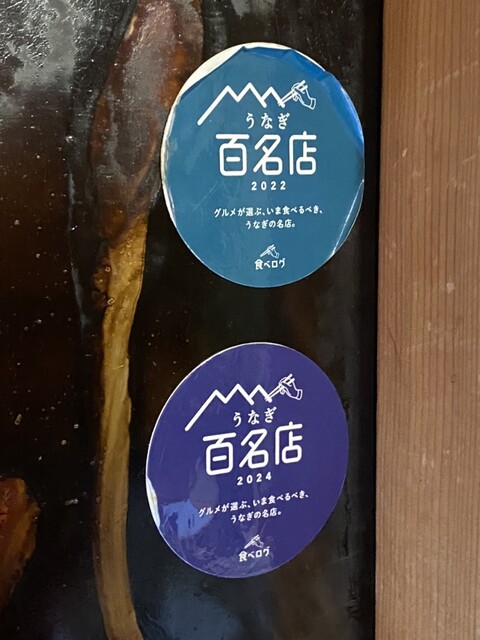 うなぎ
百名店
2022
グルメが選ぶ、いま食べるべき、
うなぎの名店。
食べログ
うなぎ
百名店
2024
グルメが選ぶ、いま食べるべき、
うなぎの名店。
食べログ